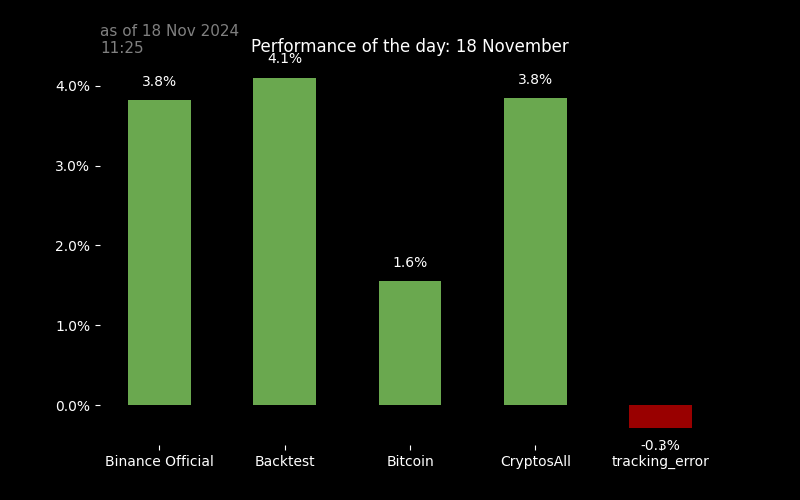 as of 18 Nov 2024
11:25
Performance of the day: 18 November
4.1%
3.8%
3.8%
4.0%
3.0%
1.6%
2.0%
1.0%
0.0%
-0.3%
Binance Official
Backtest
Bitcoin
CryptosAll
tracking_error